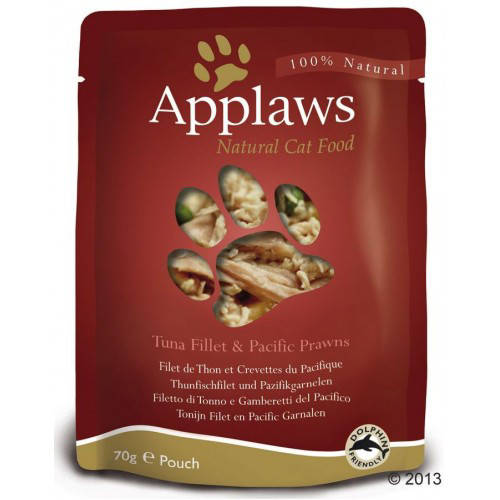 100% Natural
Applaws
Natural Cat Food
Tuna Fillet & Pacific Prawns
Filet de Thon et Crevettes du Pacifique
Thunfischfilet und Pazifikgarnelen
Filetto di Tonno e Gamberetti del Pacifico
Tonijn Filet en Pacific Garnalen
DOLPHIN
FRIENDLY
70g ℮ Pouch
© 2013